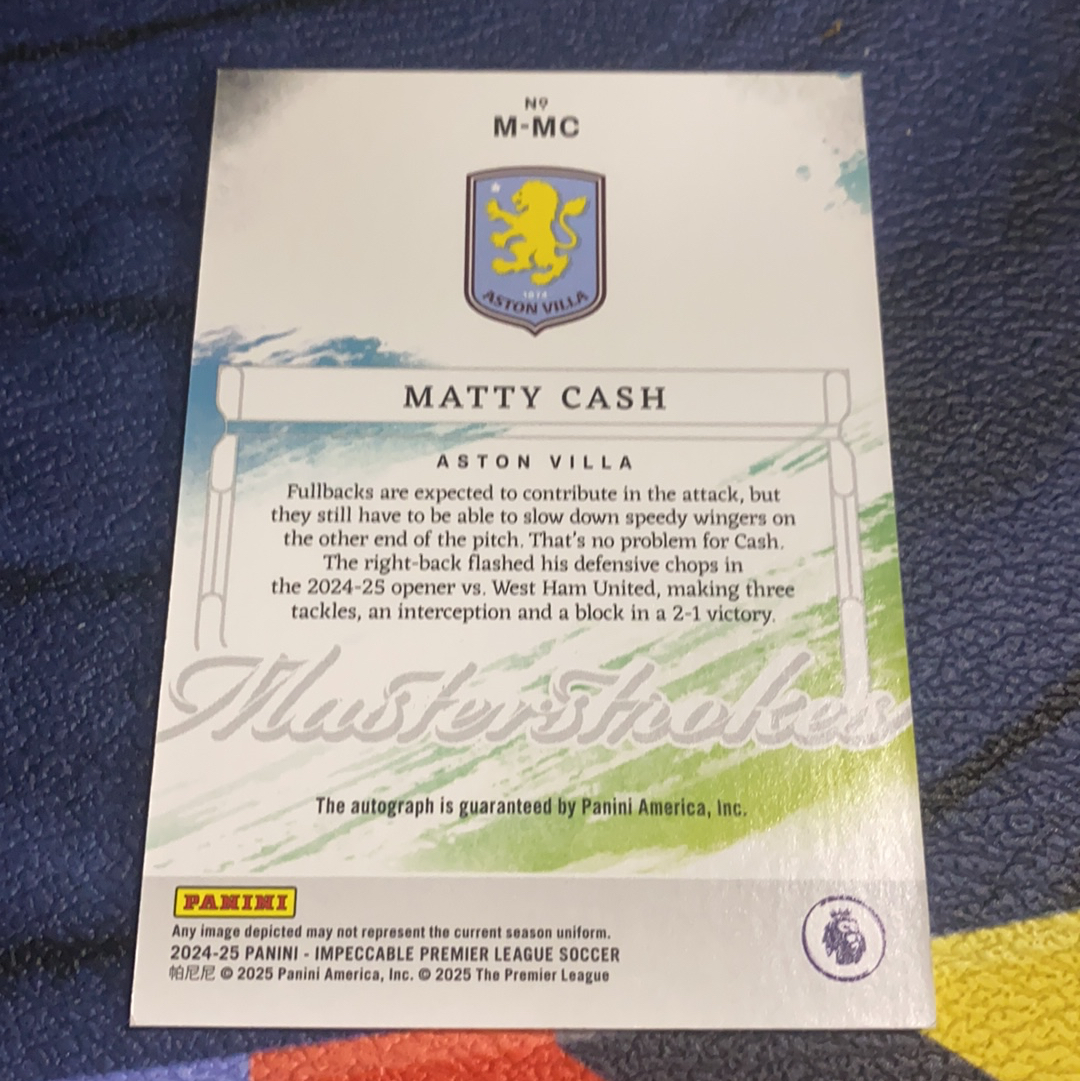 Nº
M-MC
1874
ASTON VILLA
MATTY CASH
ASTON VILLA
Fullbacks are expected to contribute in the attack, but
they still have to be able to slow down speedy wingers on
the other end of the pitch. That's no problem for Cash.
The right-back flashed his defensive chops in
the 2024-25 opener vs. West Ham United, making three
tackles, an interception and a block in a 2-1 victory.
Masterstrokes
The autograph is guaranteed by Panini America, Inc.
PANINI
Any image depicted may not represent the current season uniform.
2024-25 PANINI - IMPECCABLE PREMIER LEAGUE SOCCER
帕尼尼 © 2025 Panini America, Inc. © 2025 The Premier League